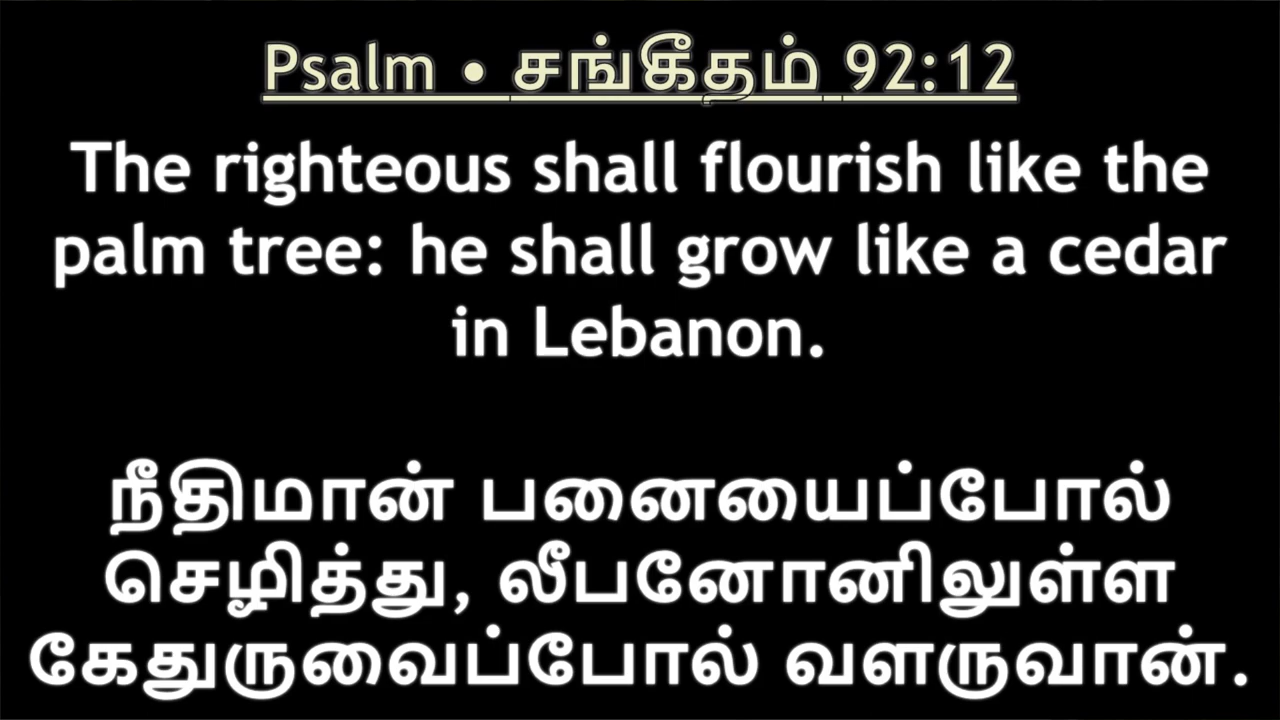 Psalm • சங்கீதம் 92:12
The righteous shall flourish like the
palm tree: he shall grow like a cedar
in Lebanon.
நீதிமான் பனையைப்போல்
செழித்து, லீபனோனிலுள்ள
கேதுருவைப்போல் வளருவான்.